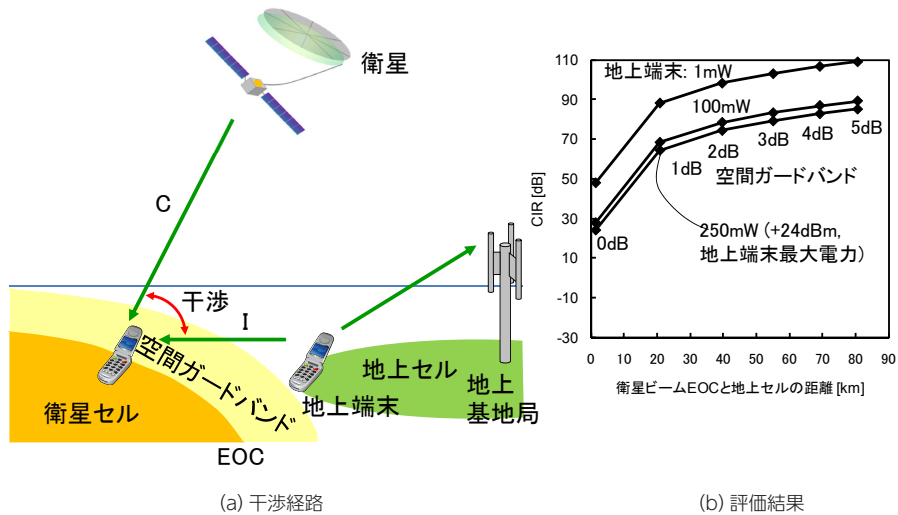 衛星
C
干渉
I
空間ガードバンド
地上セル
地上
基地局
地上端末
衛星セル
EOC
(a) 干渉経路
110
90
70
50
30
10
-10
-30
CIR [dB]
地上端末: 1mW
100mW
0dB
1dB
2dB
3dB
4dB
5dB
空間ガードバンド
250mW (+24dBm,
地上端末最大電力)
0
10
20
30
40
50
60
70
80
90
衛星ビームEOCと地上セルの距離 [km]
(b) 評価結果